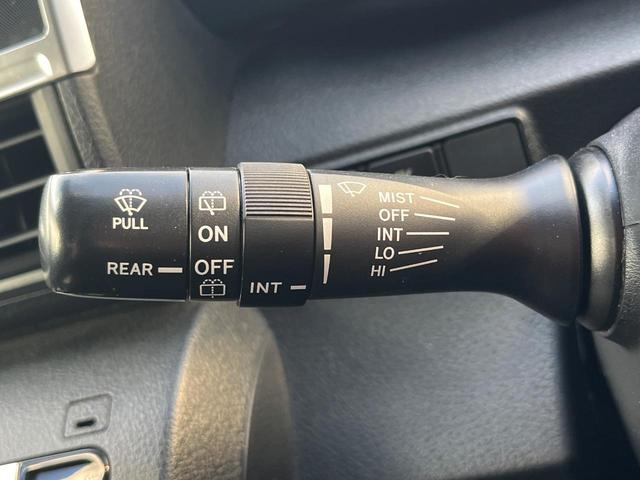 PULL
REAR
ON
OFF
INT
MIST
OFF
INT
LO
HI